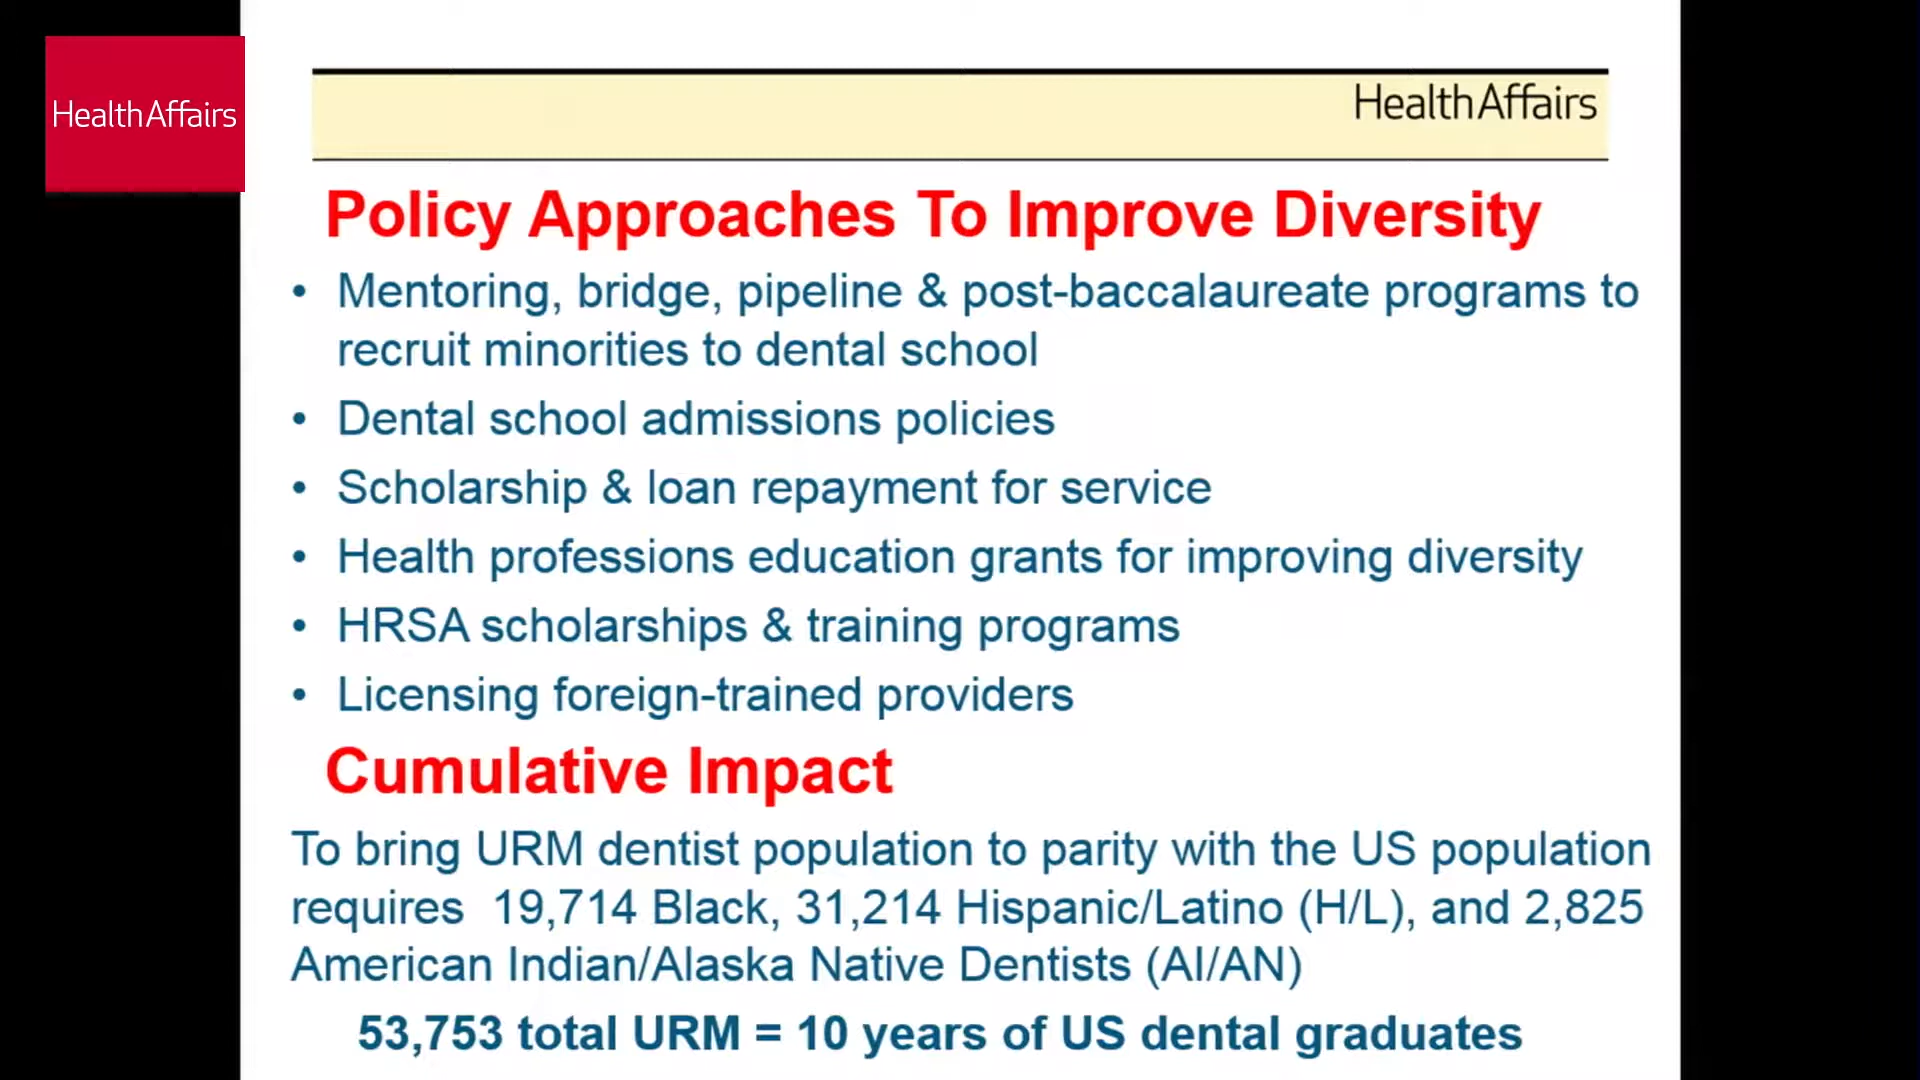 HealthAffairs
HealthAffairs
Policy Approaches To Improve Diversity
• Mentoring, bridge, pipeline & post-baccalaureate programs to
recruit minorities to dental school
• Dental school admissions policies
• Scholarship & loan repayment for service
• Health professions education grants for improving diversity
• HRSA scholarships & training programs
• Licensing foreign-trained providers
Cumulative Impact
To bring URM dentist population to parity with the US population
requires 19,714 Black, 31,214 Hispanic/Latino (H/L), and 2,825
American Indian/Alaska Native Dentists (AI/AN)
53,753 total URM = 10 years of US dental graduates